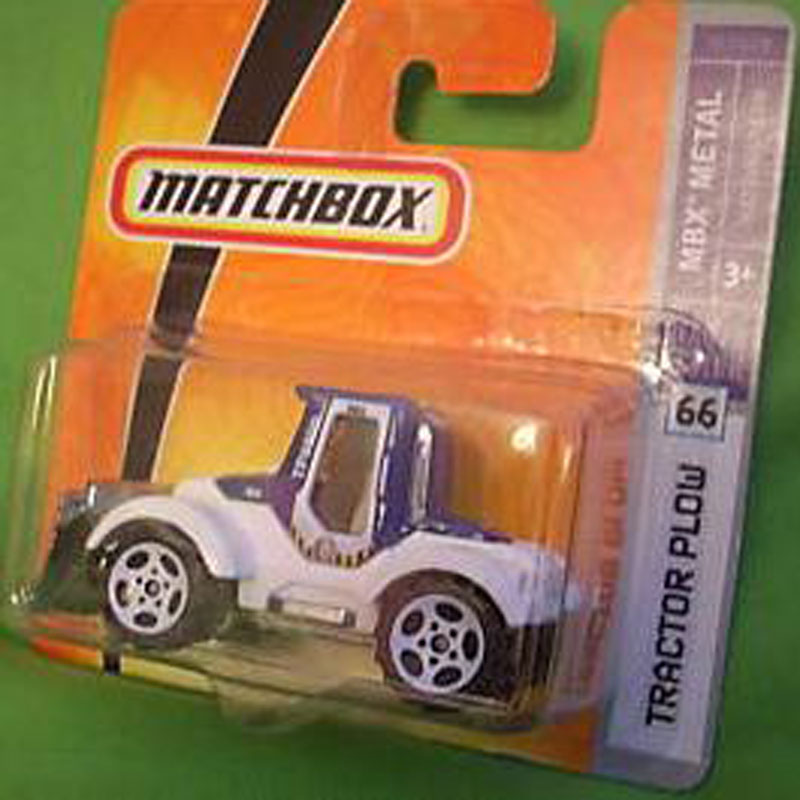 MATCHBOX
MBX METAL
3+
66
TRACTOR PLOW